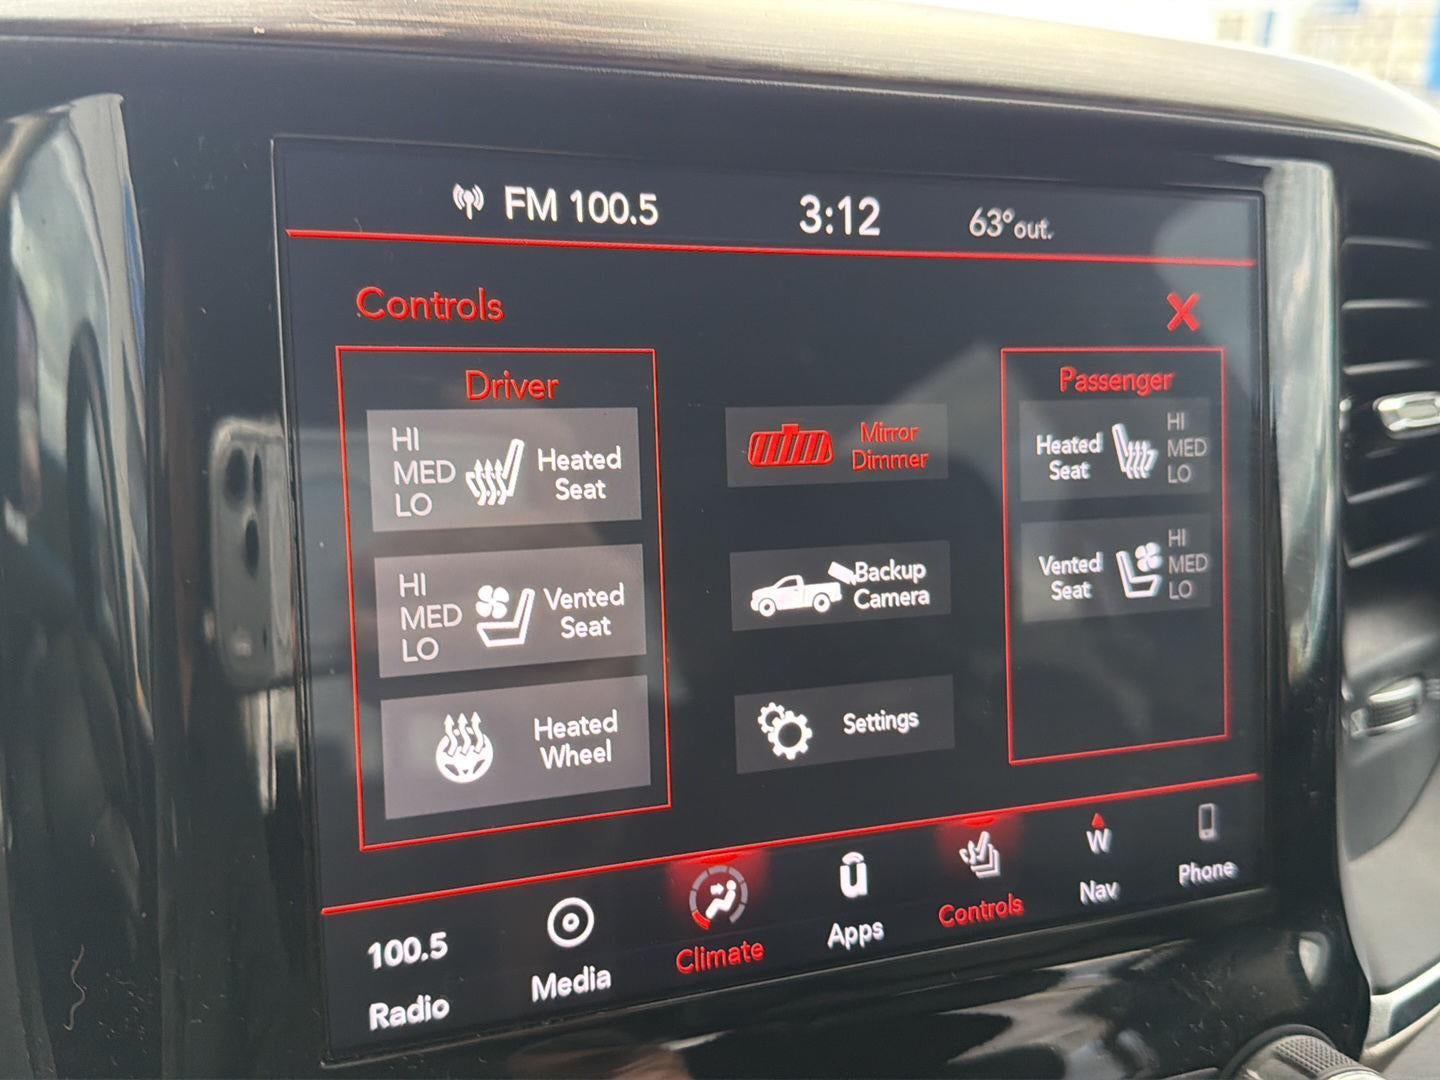 FM 100.5 3:12 63° out.
Controls X
Driver
HI
MED
LO
Heated
Seat
HI
MED
LO
Vented
Seat
Heated
Wheel
Mirror
Dimmer
Backup
Camera
Settings
Passenger
Heated
Seat
HI
MED
LO
Vented
Seat
HI
MED
LO
100.5
Radio
Media
Climate
Apps
Controls
W
Nav
Phone